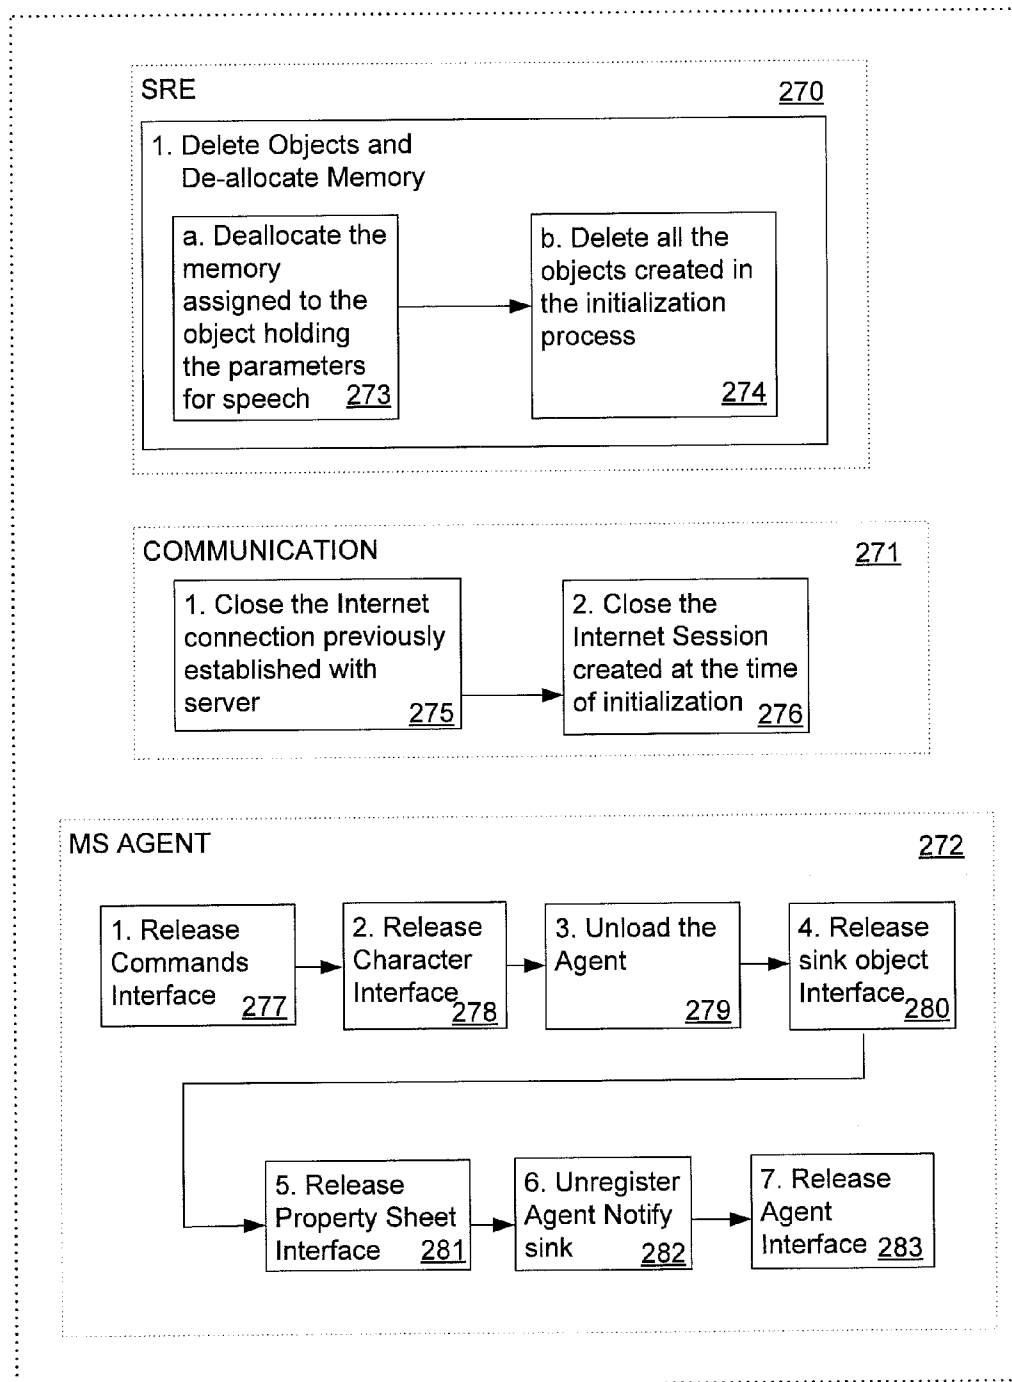 SRE
270
1. Delete Objects and
De-allocate Memory
a. Deallocate the
memory
assigned to the
object holding
the parameters
for speech 273
b. Delete all the
objects created in
the initialization
process
274
COMMUNICATION
271
1. Close the Internet
connection previously
established with
server
275
2. Close the
Internet Session
created at the time
of initialization 276
MS AGENT
272
1. Release
Commands
Interface
277
2. Release
Character
Interface
278
3. Unload the
Agent
279
4. Release
sink object
Interface 280
5. Release
Property Sheet
Interface 281
6. Unregister
Agent Notify
sink 282
7. Release
Agent
Interface 283